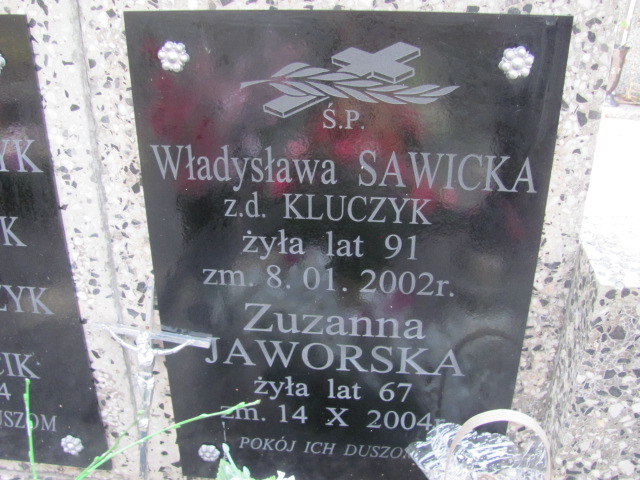 Ś.P.
Władysława SAWICKA
z.d. KLUCZYK
żyła lat 91
zm. 8.01.2002r.
Zuzanna
JAWORSKA
żyła lat 67
zm. 14 X 2004r.
POKÓJ ICH DUSZOM